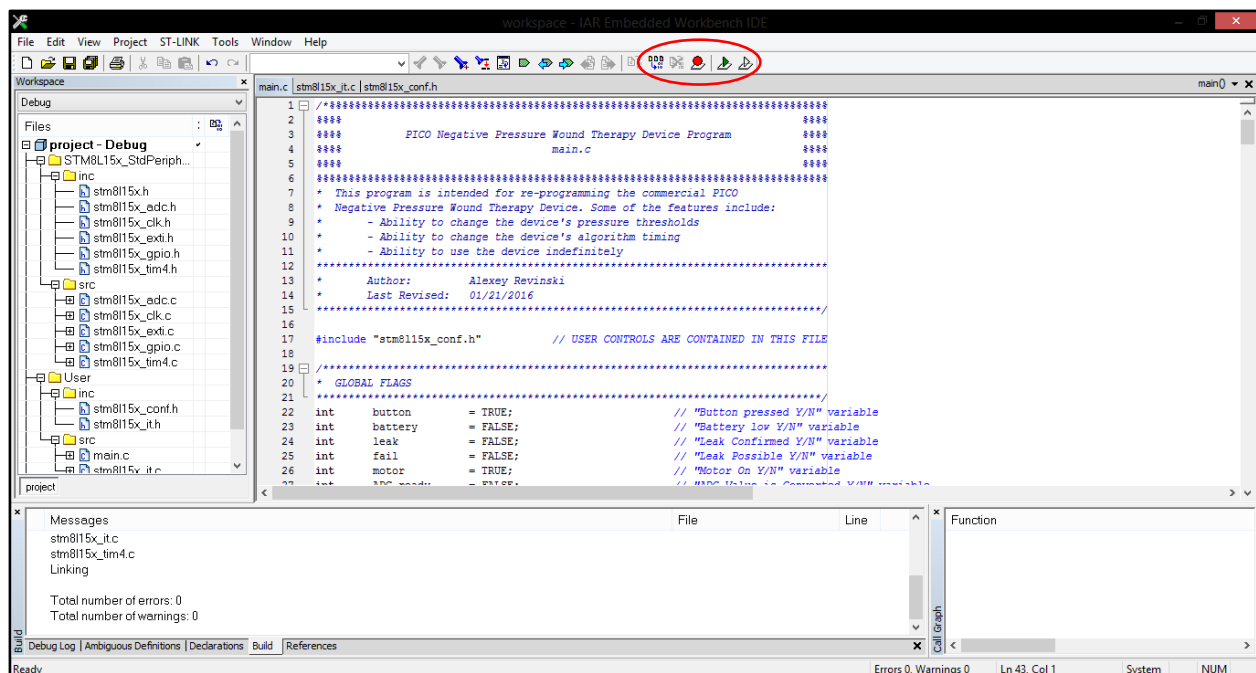 workspace - IAR Embedded Workbench IDE
File Edit View Project ST-LINK Tools Window Help
Workspace
Debug
Files
project - Debug
STM8L15x_StdPeriph...
inc
stm8l15x.h
stm8l15x_adc.h
stm8l15x_clk.h
stm8l15x_exti.h
stm8l15x_gpio.h
stm8l15x_tim4.h
src
stm8l15x_adc.c
stm8l15x_clk.c
stm8l15x_exti.c
stm8l15x_gpio.c
stm8l15x_tim4.c
User
inc
stm8l15x_conf.h
stm8l15x_it.h
src
main.c
stm8l15x_it.c
project
main.c stm8l15x_it.c stm8l15x_conf.h main()
1 /*################################################################################
2 #### ####
3 #### PICO Negative Pressure Wound Therapy Device Program ####
4 #### main.c ####
5 #### ####
6 ################################################################################
7 * This program is intended for re-programming the commercial PICO
8 * Negative Pressure Wound Therapy Device. Some of the features include:
9 * - Ability to change the device's pressure thresholds
10 * - Ability to change the device's algorithm timing
11 * - Ability to use the device indefinitely
12 ********************************************************************************
13 * Author: Alexey Revinski
14 * Last Revised: 01/21/2016
15 *******************************************************************************/
16
17 #include "stm8l15x_conf.h" // USER CONTROLS ARE CONTAINED IN THIS FILE
18
19 /*******************************************************************************
20 * GLOBAL FLAGS
21 *******************************************************************************/
22 int button = TRUE; // "Button pressed Y/N" variable
23 int battery = FALSE; // "Battery low Y/N" variable
24 int leak = FALSE; // "Leak Confirmed Y/N" variable
25 int fail = FALSE; // "Leak Possible Y/N" variable
26 int motor = TRUE; // "Motor On Y/N" variable
27 int ADC_ready = FALSE; // "ADC Value is Converted Y/N" variable
Messages File Line
stm8l15x_it.c
stm8l15x_tim4.c
Linking
Total number of errors: 0
Total number of warnings: 0
Build
Debug Log Ambiguous Definitions Declarations Build References
Function
Call Graph
Ready Errors 0, Warnings 0 Ln 43, Col 1 System NUM